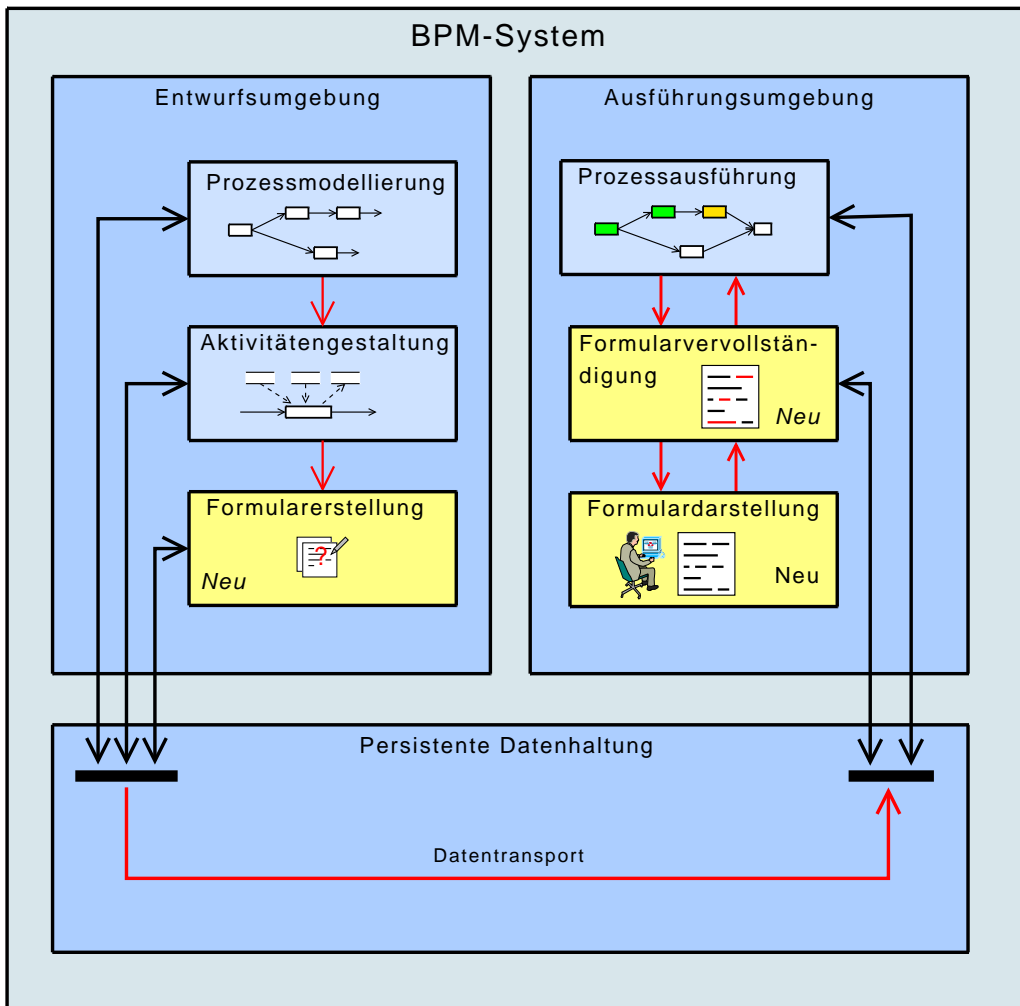 BPM-System
Entwurfsumgebung
Prozessmodellierung
Aktivitätengestaltung
Formularerstellung
?
Neu
Ausführungsumgebung
Prozessausführung
Formularvervollstän-
digung
Neu
Formulardarstellung
Neu
Persistente Datenhaltung
Datentransport